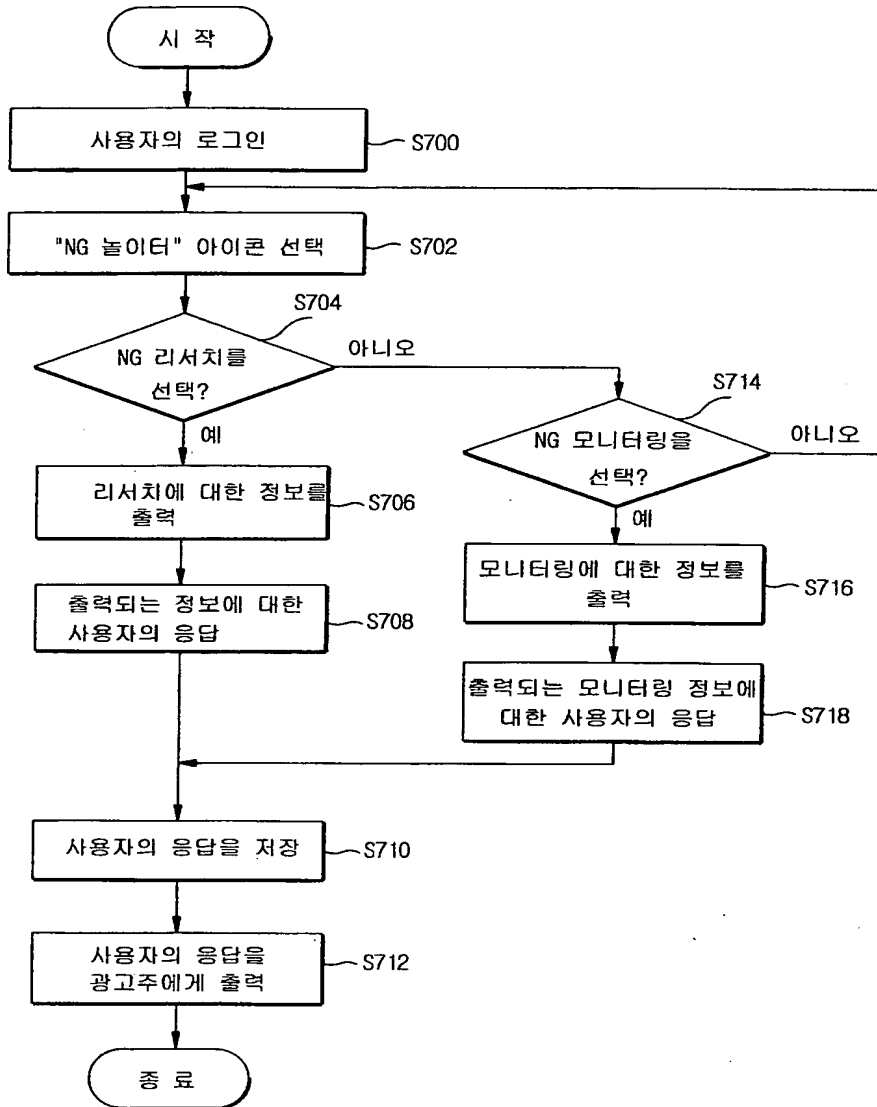 시 작
사용자의 로그인
S700
"NG 놀이터" 아이콘 선택
S702
S704
NG 리서치를
선택?
아니오
예
S714
NG 모니터링을
선택?
아니오
예
리서치에 대한 정보를
출력
S706
출력되는 정보에 대한
사용자의 응답
S708
모니터링에 대한 정보를
출력
S716
출력되는 모니터링 정보에
대한 사용자의 응답
S718
사용자의 응답을 저장
S710
사용자의 응답을
광고주에게 출력
S712
종 료